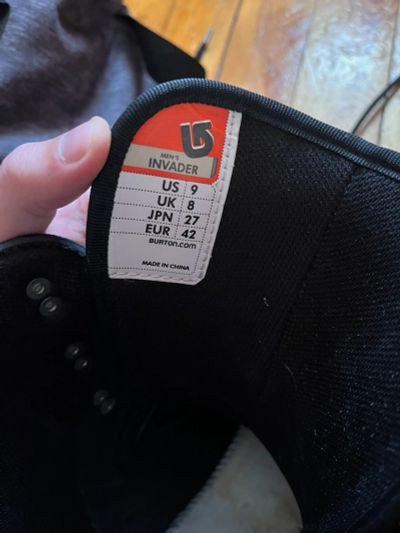 MEN'S
INVADER
US 9
UK 8
JPN 27
EUR 42
BURTON.COM
MADE IN CHINA